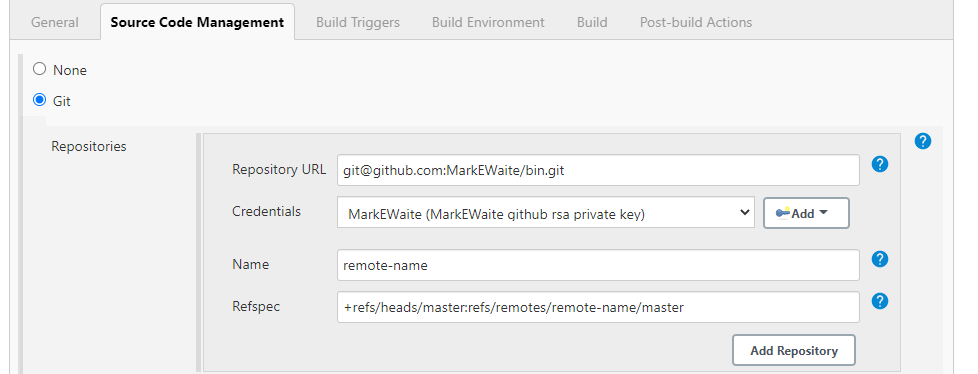 General Source Code Management Build Triggers Build Environment Build Post-build Actions
None
Git
Repositories
?
Repository URL git@github.com:MarkEWaite/bin.git ?
Credentials MarkEWaite (MarkEWaite github rsa private key) Add
Name remote-name ?
Refspec +refs/heads/master:refs/remotes/remote-name/master ?
Add Repository